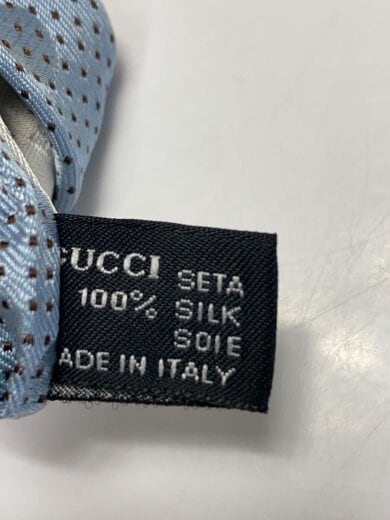 GUCCI SETA
100% SILK
SOIE
ADE IN ITALY